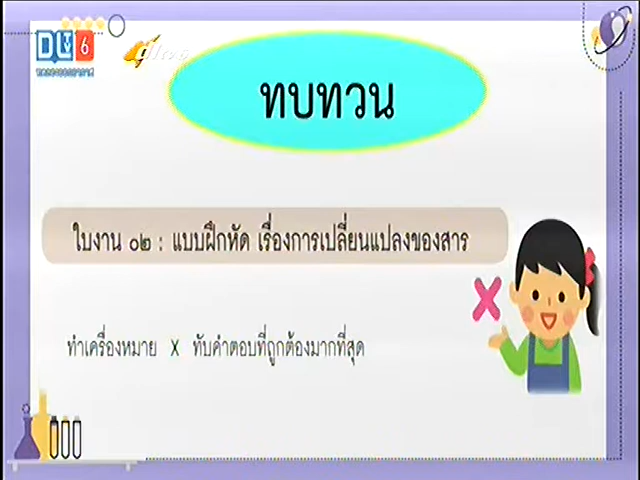 DLTV 6
ทบทวน
ใบงาน ๐๒ : แบบฝึกหัด เรื่องการเปลี่ยนแปลงของสาร
ทำเครื่องหมาย x ทับคำตอบที่ถูกต้องมากที่สุด